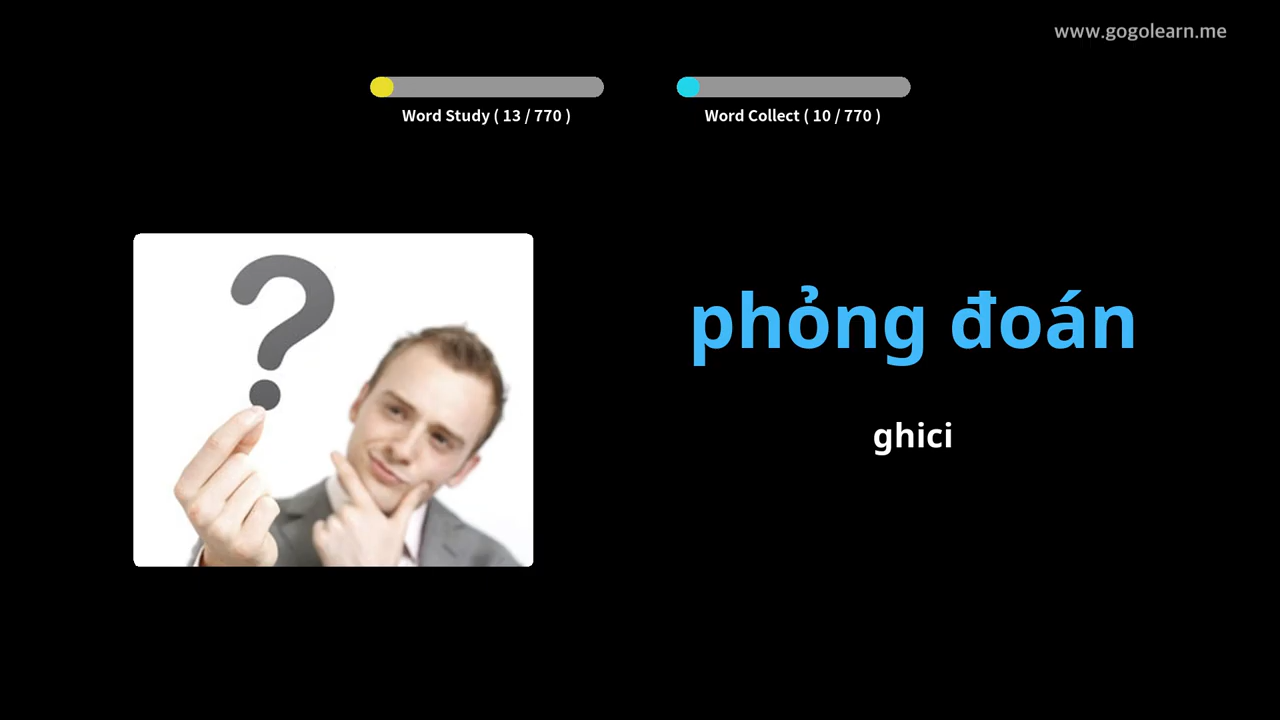 www.gogolearn.me
Word Study ( 13 / 770 )
Word Collect ( 10 / 770 )
phỏng đoán
ghici